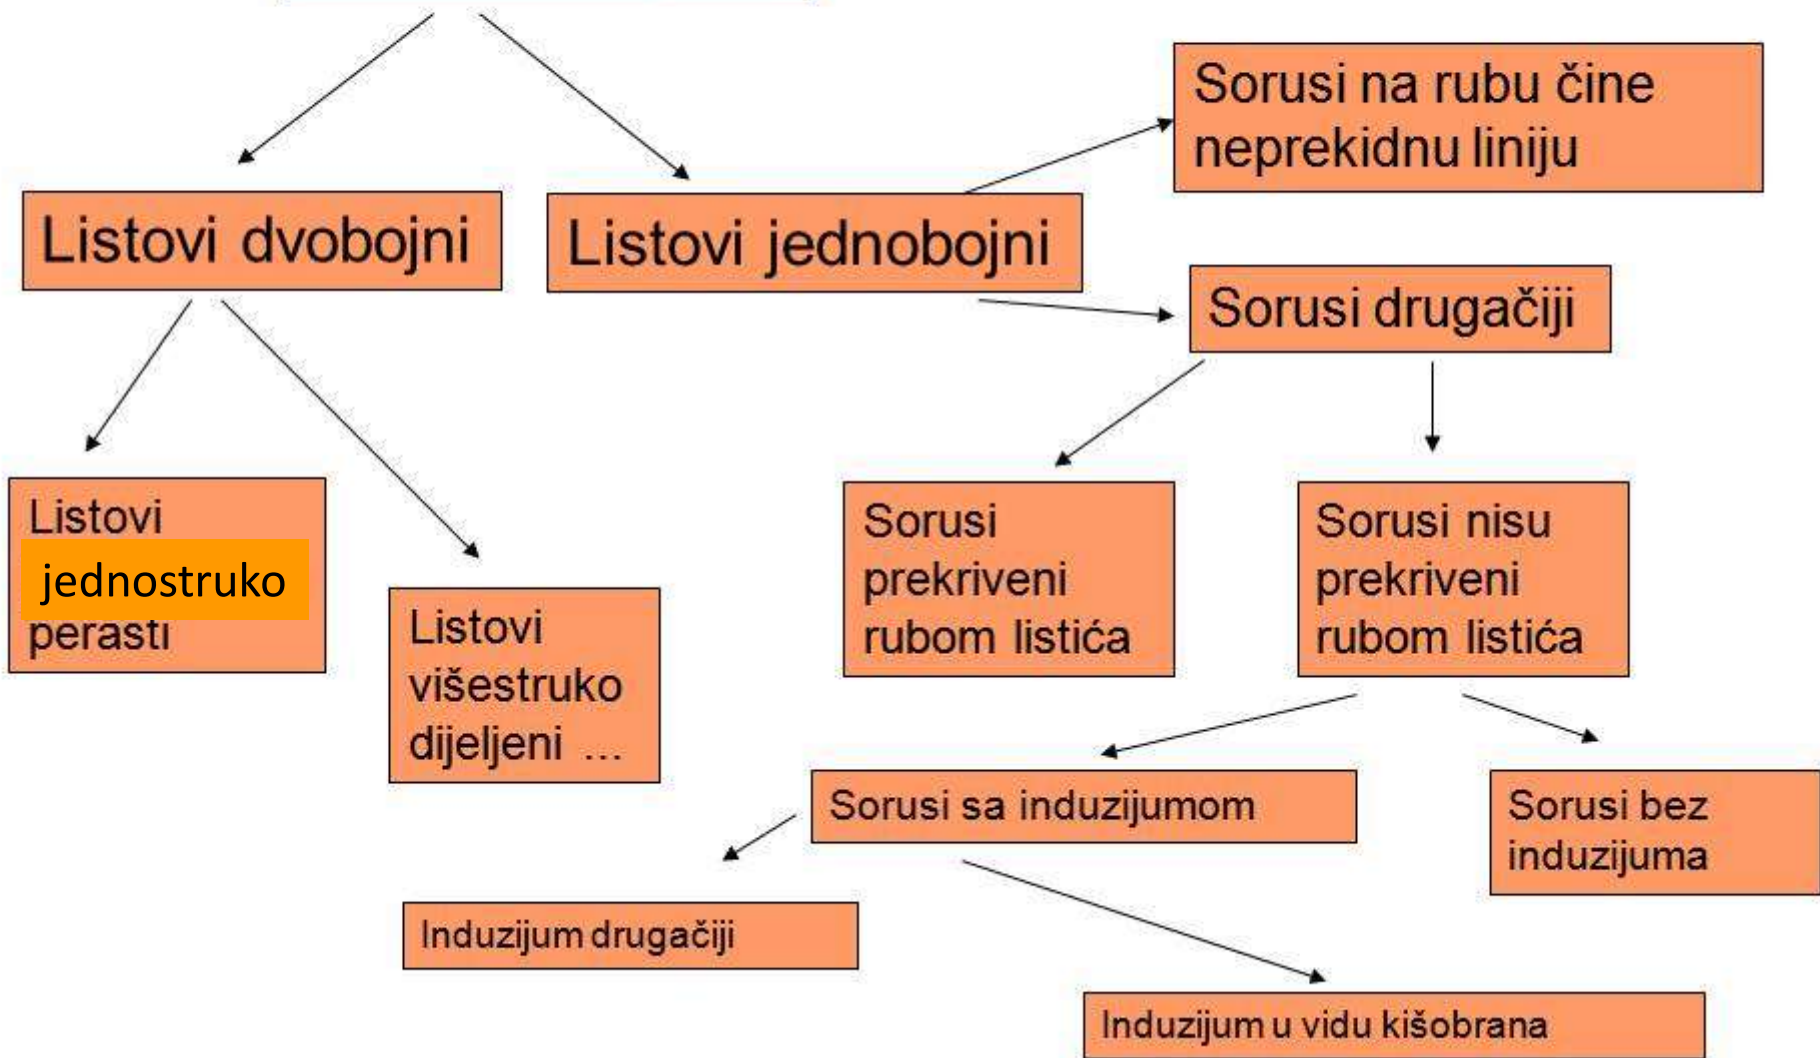 Sorusi na rubu čine
neprekidnu liniju
Listovi dvobojni
Listovi jednobojni
Sorusi drugačiji
Listovi
jednostruko
perasti
Listovi
višestruko
dijeljeni ...
Sorusi
prekriveni
rubom listića
Sorusi nisu
prekriveni
rubom listića
Sorusi sa induzijumom
Sorusi bez
induzijuma
Induzijum drugačiji
Induzijum u vidu kišobrana